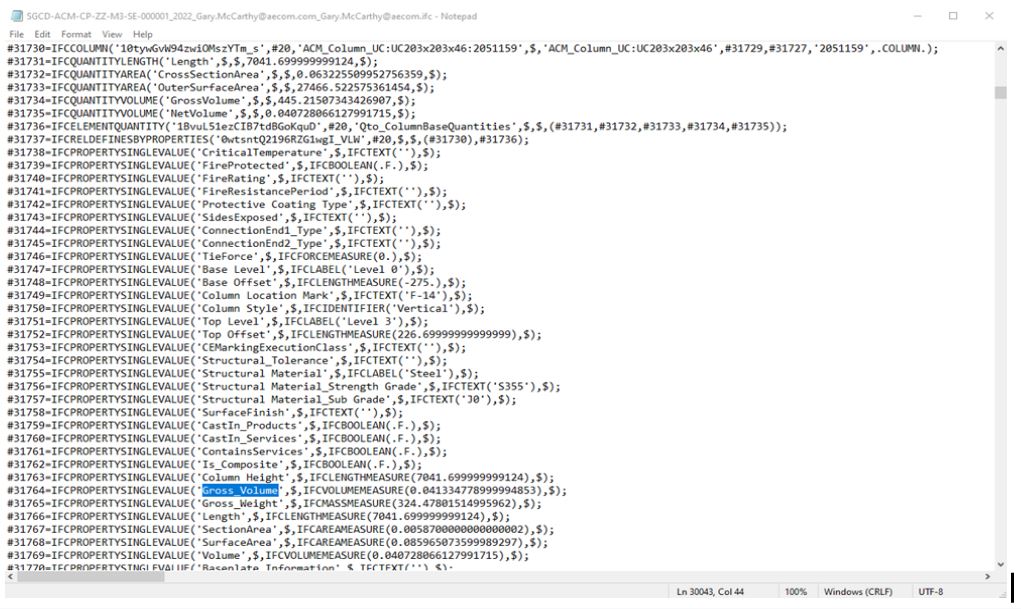 SGCD-ACM-CP-ZZ-M3-SE-000001_2022_Gary.McCarthy@aecom.com_Gary.McCarthy@aecom.ifc - Notepad
File Edit Format View Help
#31730=IFCCOLUMN('10tywGvW94zwiOMszYTm_s',#20,'ACM_Column_UC:UC203x203x46:2051159',$,'ACM_Column_UC:UC203x203x46',#31729,#31727,'2051159',.COLUMN.);
#31731=IFCQUANTITYLENGTH('Length',$,$,7041.699999999124,$);
#31732=IFCQUANTITYAREA('CrossSectionArea',$,$,0.063225509952756359,$);
#31733=IFCQUANTITYAREA('OuterSurfaceArea',$,$,27466.522575361454,$);
#31734=IFCQUANTITYVOLUME('GrossVolume',$,$,445.21507343426907,$);
#31735=IFCQUANTITYVOLUME('NetVolume',$,$,0.040728066127991715,$);
#31736=IFCELEMENTQUANTITY('1BvuL51ezCIB7tdBGoKquD',#20,'Qto_ColumnBaseQuantities',$,$,(#31731,#31732,#31733,#31734,#31735));
#31737=IFCRELDEFINESBYPROPERTIES('0wtsntQ2196RZG1wgI_VLW',#20,$,$,(#31730),#31736);
#31738=IFCPROPERTYSINGLEVALUE('CriticalTemperature',$,IFCTEXT(''),$);
#31739=IFCPROPERTYSINGLEVALUE('FireProtected',$,IFCBOOLEAN(.F.),$);
#31740=IFCPROPERTYSINGLEVALUE('FireRating',$,IFCTEXT(''),$);
#31741=IFCPROPERTYSINGLEVALUE('FireResistancePeriod',$,IFCTEXT(''),$);
#31742=IFCPROPERTYSINGLEVALUE('Protective Coating Type',$,IFCTEXT(''),$);
#31743=IFCPROPERTYSINGLEVALUE('SidesExposed',$,IFCTEXT(''),$);
#31744=IFCPROPERTYSINGLEVALUE('ConnectionEnd1_Type',$,IFCTEXT(''),$);
#31745=IFCPROPERTYSINGLEVALUE('ConnectionEnd2_Type',$,IFCTEXT(''),$);
#31746=IFCPROPERTYSINGLEVALUE('TieForce',$,IFCFORCEMEASURE(0.),$);
#31747=IFCPROPERTYSINGLEVALUE('Base Level',$,IFCLABEL('Level 0'),$);
#31748=IFCPROPERTYSINGLEVALUE('Base Offset',$,IFCLENGTHMEASURE(-275.),$);
#31749=IFCPROPERTYSINGLEVALUE('Column Location Mark',$,IFCTEXT('F-14'),$);
#31750=IFCPROPERTYSINGLEVALUE('Column Style',$,IFCIDENTIFIER('Vertical'),$);
#31751=IFCPROPERTYSINGLEVALUE('Top Level',$,IFCLABEL('Level 3'),$);
#31752=IFCPROPERTYSINGLEVALUE('Top Offset',$,IFCLENGTHMEASURE(226.69999999999999),$);
#31753=IFCPROPERTYSINGLEVALUE('CEMarkingExecutionClass',$,IFCTEXT(''),$);
#31754=IFCPROPERTYSINGLEVALUE('Structural_Tolerance',$,IFCTEXT(''),$);
#31755=IFCPROPERTYSINGLEVALUE('Structural Material',$,IFCLABEL('Steel'),$);
#31756=IFCPROPERTYSINGLEVALUE('Structural Material_Strength Grade',$,IFCTEXT('S355'),$);
#31757=IFCPROPERTYSINGLEVALUE('Structural Material_Sub Grade',$,IFCTEXT('J0'),$);
#31758=IFCPROPERTYSINGLEVALUE('SurfaceFinish',$,IFCTEXT(''),$);
#31759=IFCPROPERTYSINGLEVALUE('CastIn_Products',$,IFCBOOLEAN(.F.),$);
#31760=IFCPROPERTYSINGLEVALUE('CastIn_Services',$,IFCBOOLEAN(.F.),$);
#31761=IFCPROPERTYSINGLEVALUE('ContainsServices',$,IFCBOOLEAN(.F.),$);
#31762=IFCPROPERTYSINGLEVALUE('Is_Composite',$,IFCBOOLEAN(.F.),$);
#31763=IFCPROPERTYSINGLEVALUE('Column Height',$,IFCLENGTHMEASURE(7041.699999999124),$);
#31764=IFCPROPERTYSINGLEVALUE('Gross_Volume',$,IFCVOLUMEMEASURE(0.041334778999994853),$);
#31765=IFCPROPERTYSINGLEVALUE('Gross_Weight',$,IFCMASSMEASURE(324.47801514995962),$);
#31766=IFCPROPERTYSINGLEVALUE('Length',$,IFCLENGTHMEASURE(7041.699999999124),$);
#31767=IFCPROPERTYSINGLEVALUE('SectionArea',$,IFCAREAMEASURE(0.0058700000000000002),$);
#31768=IFCPROPERTYSINGLEVALUE('SurfaceArea',$,IFCAREAMEASURE(0.085965073599989297),$);
#31769=IFCPROPERTYSINGLEVALUE('Volume',$,IFCVOLUMEMEASURE(0.040728066127991715),$);
#31770=IFCPROPERTYSINGLEVALUE('Baseplate Information',$,IFCTEXT(''),$);
Ln 30043, Col 44 100% Windows (CRLF) UTF-8